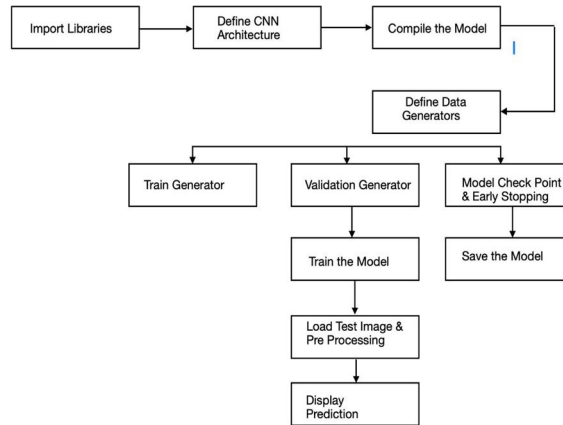 Import Libraries
Define CNN
Architecture
Compile the Model
Define Data
Generators
Train Generator
Validation Generator
Model Check Point
& Early Stopping
Train the Model
Save the Model
Load Test Image &
Pre Processing
Display
Prediction